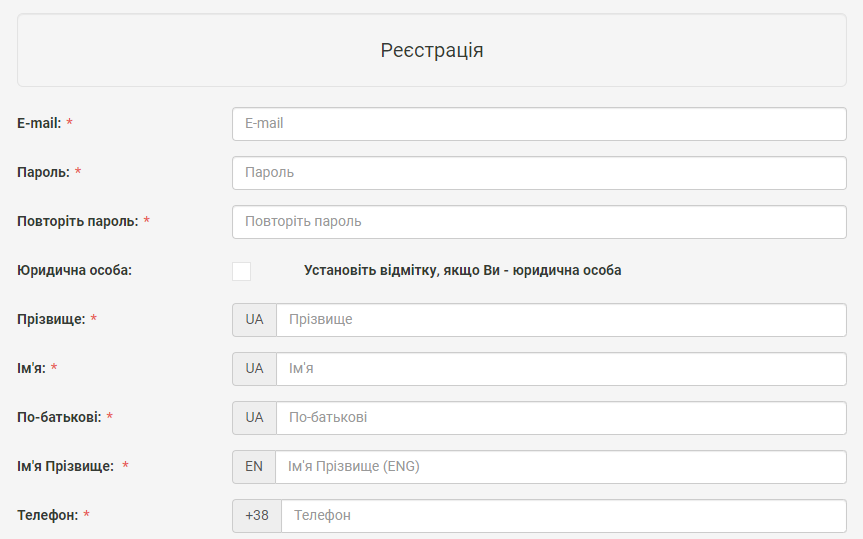 Реєстрація
E-mail: * E-mail
Пароль: * Пароль
Повторіть пароль: * Повторіть пароль
Юридична особа: Установіть відмітку, якщо Ви - юридична особа
Прізвище: * UA Прізвище
Ім'я: * UA Ім'я
По-батькові: * UA По-батькові
Ім'я Прізвище: * EN Ім'я Прізвище (ENG)
Телефон: * +38 Телефон